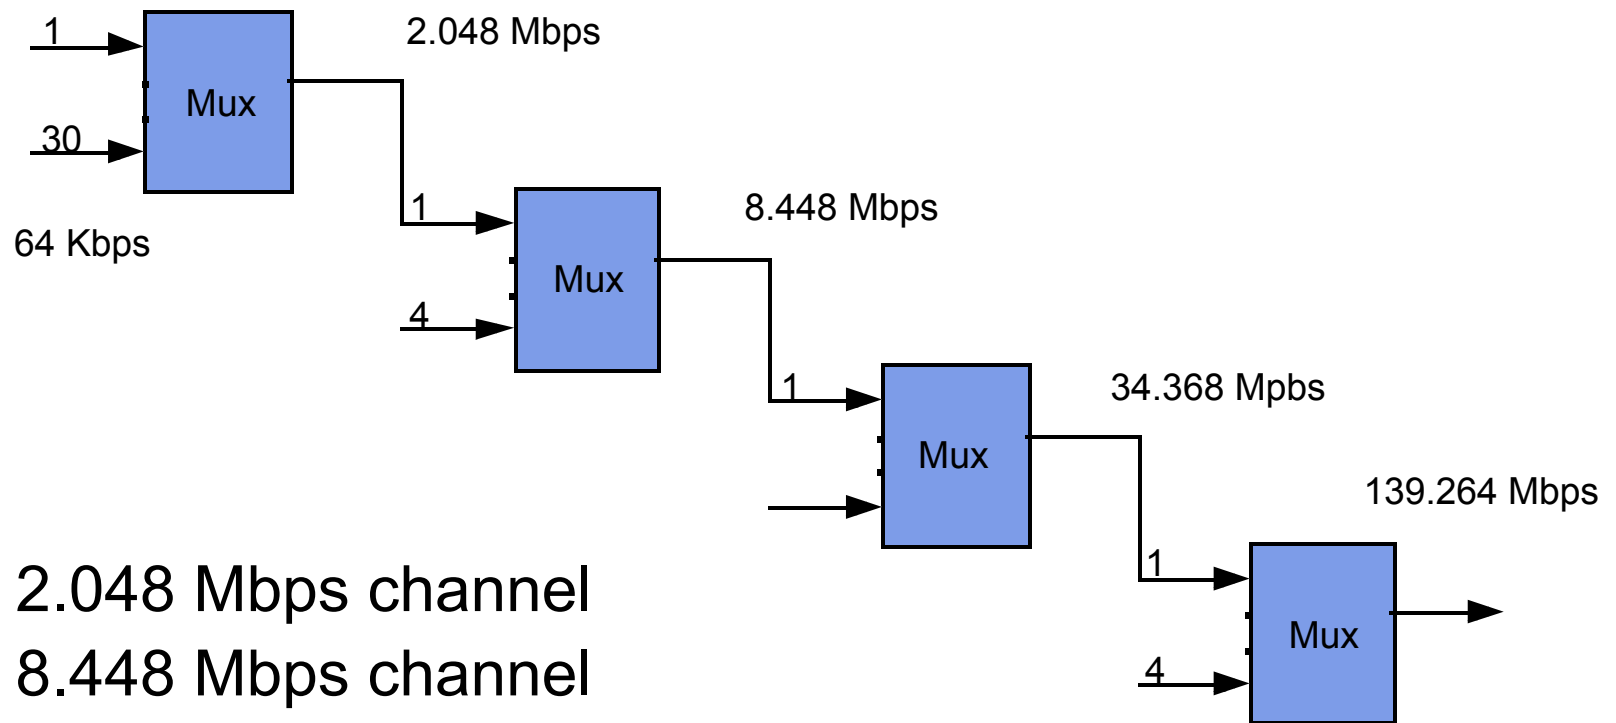 1
2.048 Mbps
Mux
30
64 Kbps
1
8.448 Mbps
Mux
4
1
34.368 Mpbs
Mux
139.264 Mbps
1
Mux
4
2.048 Mbps channel
8.448 Mbps channel